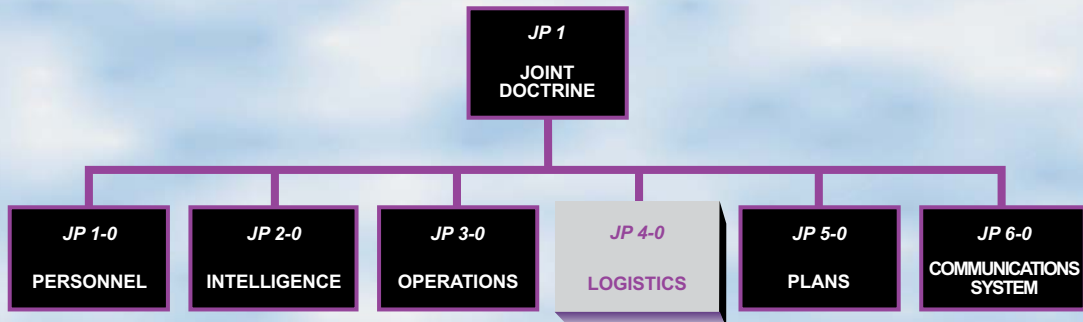 JP 1
JOINT
DOCTRINE
JP 1-0
PERSONNEL
JP 2-0
INTELLIGENCE
JP 3-0
OPERATIONS
JP 4-0
LOGISTICS
JP 5-0
PLANS
JP 6-0
COMMUNICATIONS
SYSTEM